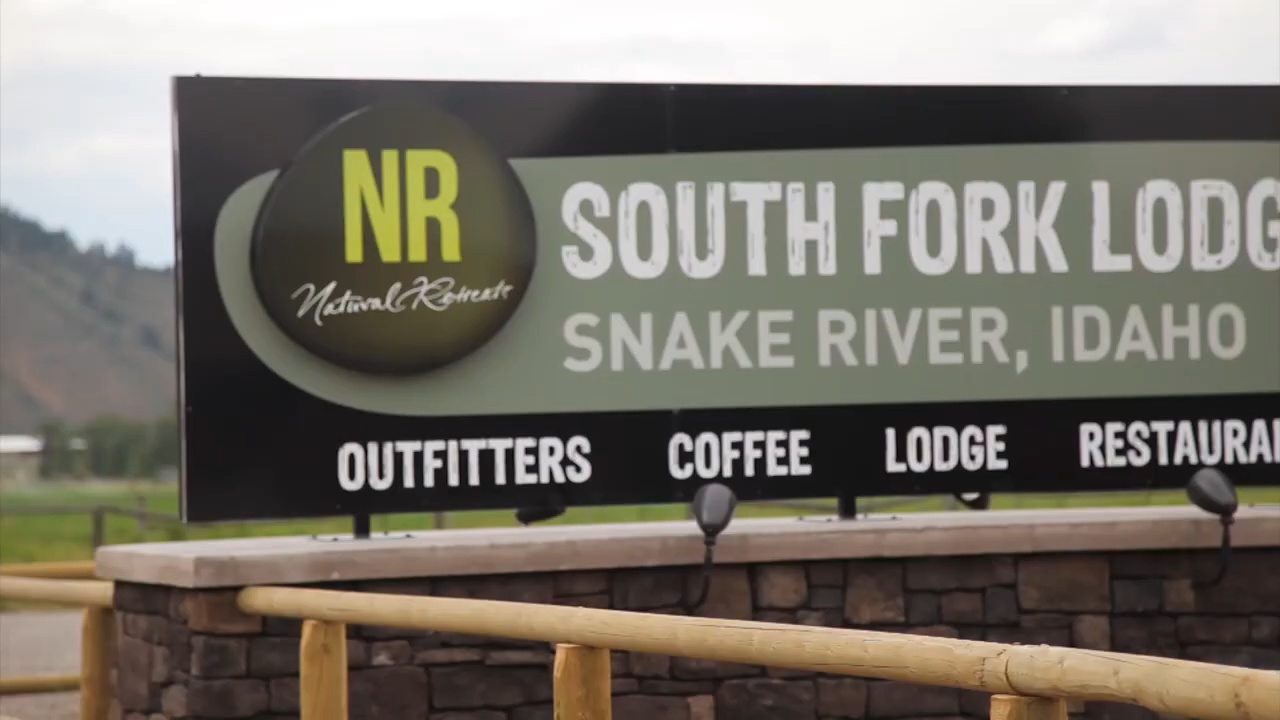 NR
Natural Retreats
SOUTH FORK LODG
SNAKE RIVER, IDAHO
OUTFITTERS COFFEE LODGE RESTAURA